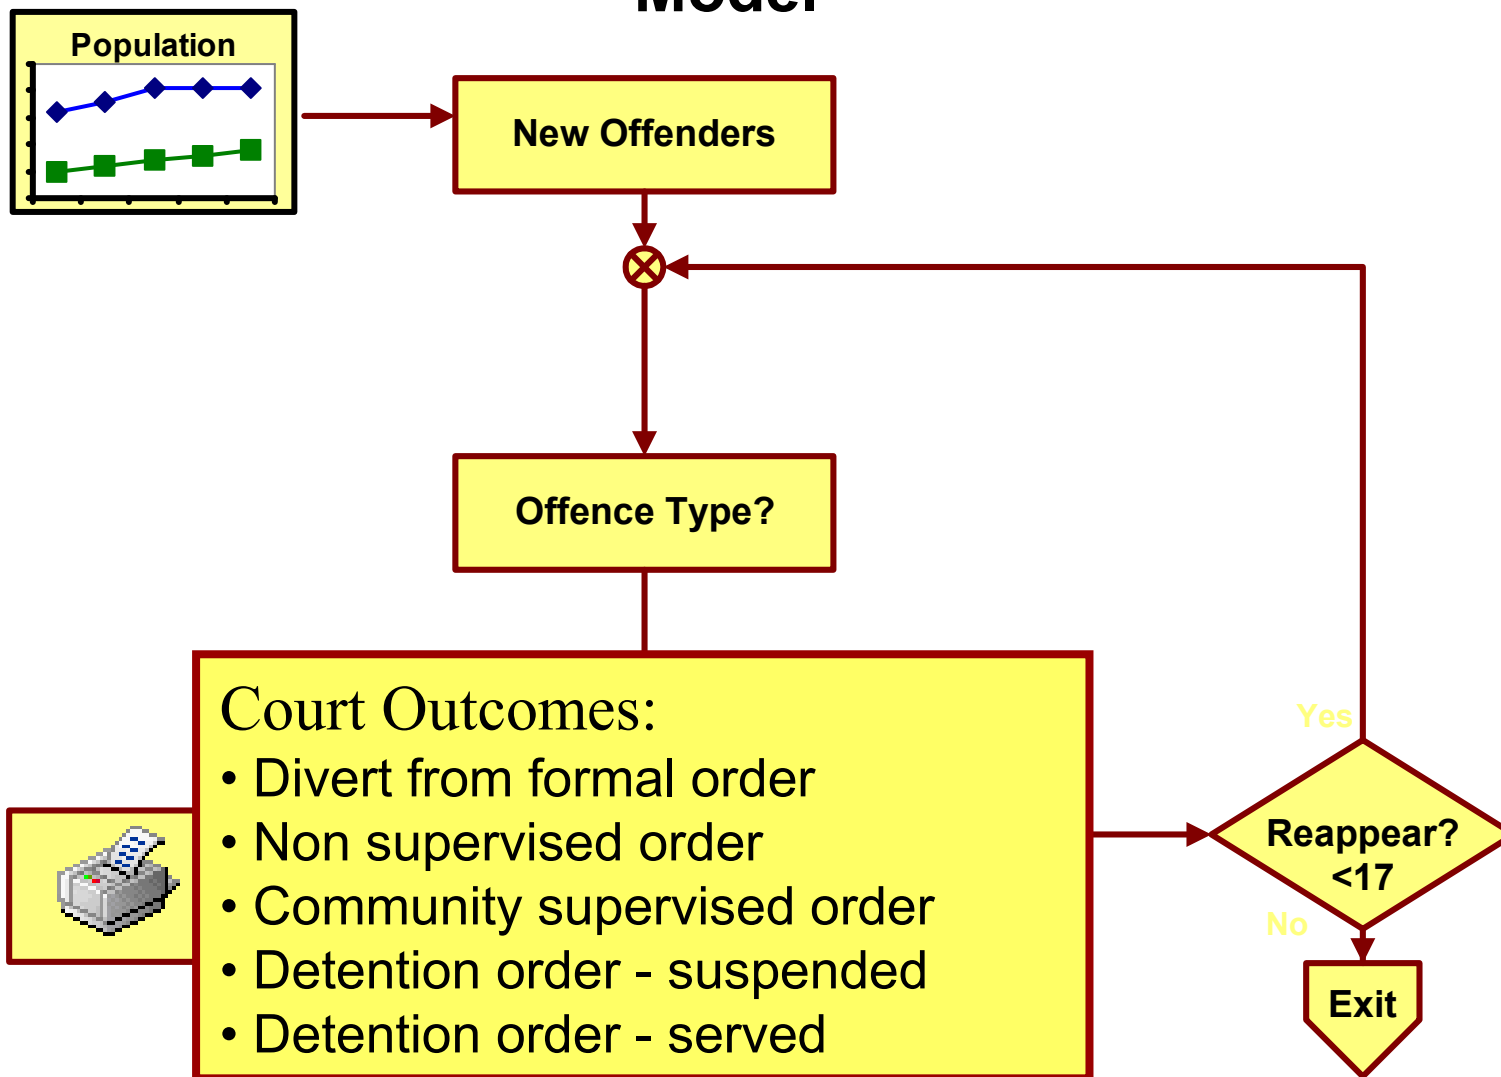 Model
Population
New Offenders
Offence Type?
Court Outcomes:
• Divert from formal order
• Non supervised order
• Community supervised order
• Detention order - suspended
• Detention order - served
Yes
Reappear?
<17
No
Exit